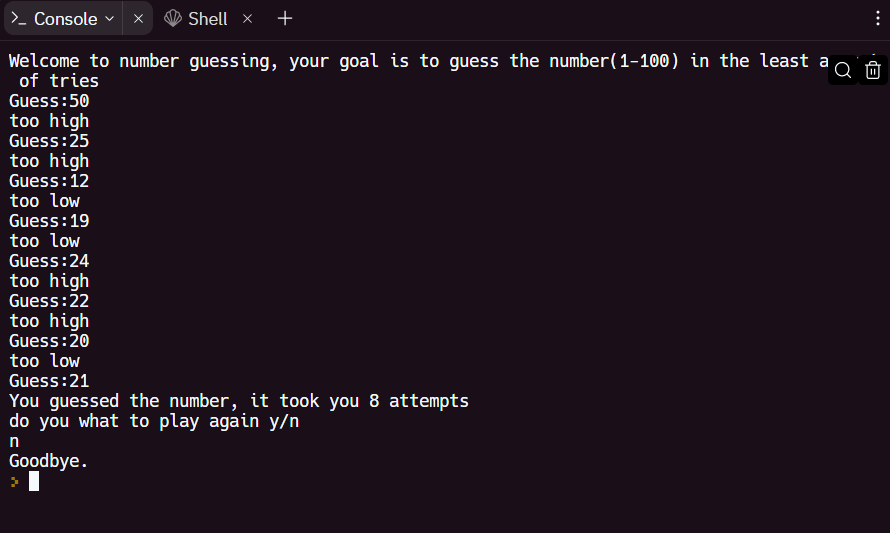 Console Shell
Welcome to number guessing, your goal is to guess the number(1-100) in the least
of tries
Guess:50
too high
Guess:25
too high
Guess:12
too low
Guess:19
too low
Guess:24
too high
Guess:22
too high
Guess:20
too low
Guess:21
You guessed the number, it took you 8 attempts
do you what to play again y/n
n
Goodbye.
>